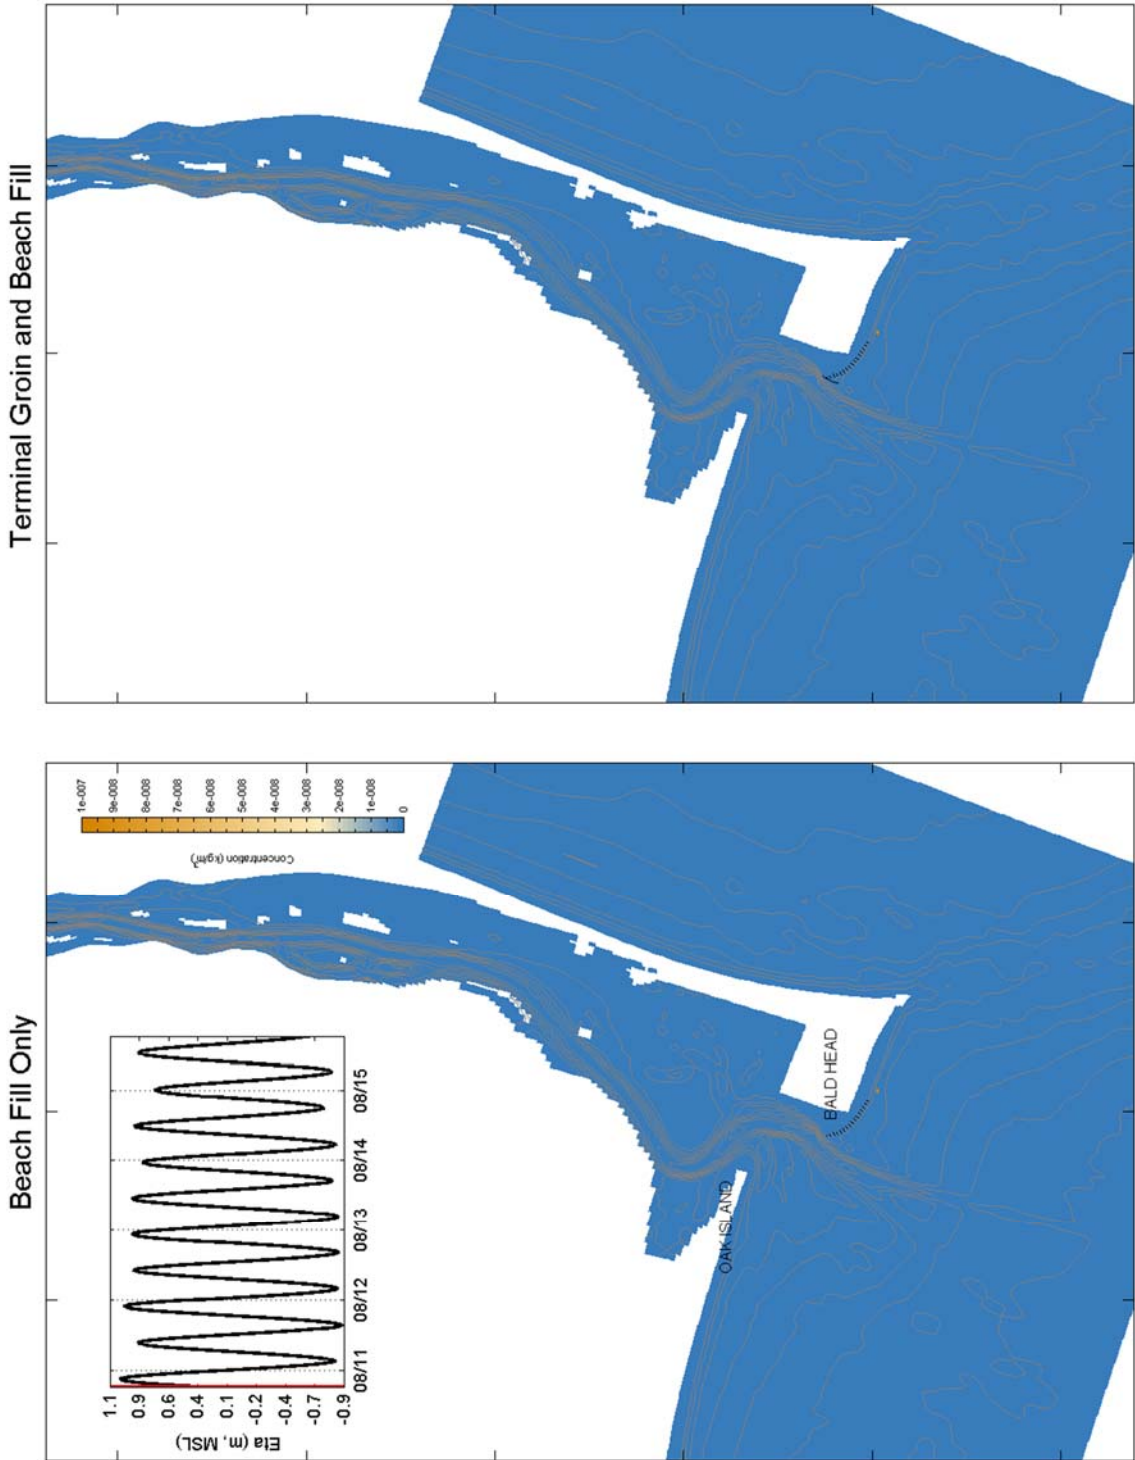 Beach Fill Only
Terminal Groin and Beach Fill
Eta (m, MSL)
1.1
0.9
0.6
0.4
0.1
-0.2
-0.4
-0.7
-0.9
08/11
08/12
08/13
08/14
08/15
Concentration (kg/m³)
1e-007
9e-008
8e-008
7e-008
6e-008
5e-008
4e-008
3e-008
2e-008
1e-008
0
OAK ISLAND
BALD HEAD